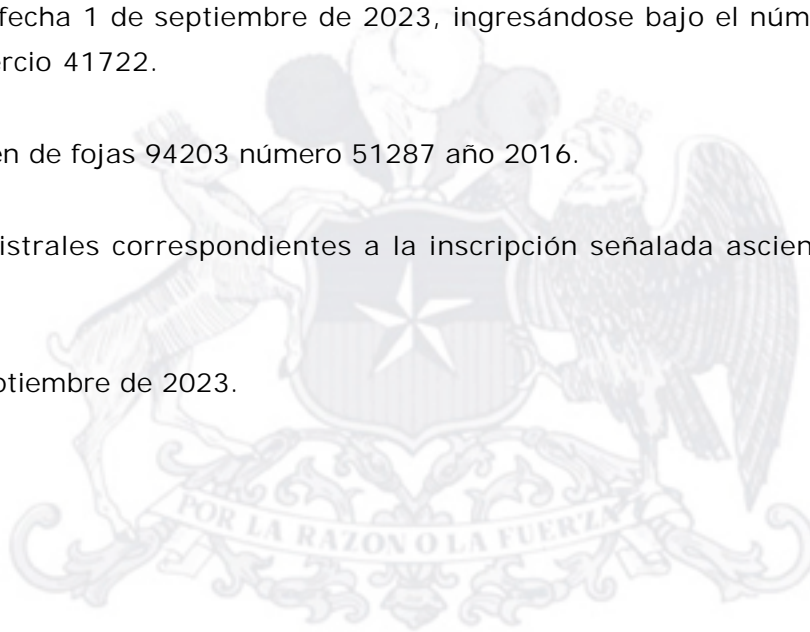 fecha 1 de septiembre de 2023, ingresándose bajo el núm
ercio 41722.
en de fojas 94203 número 51287 año 2016.
istrales correspondientes a la inscripción señalada ascien
ptiembre de 2023.
POR LA RAZON O LA FUERZA